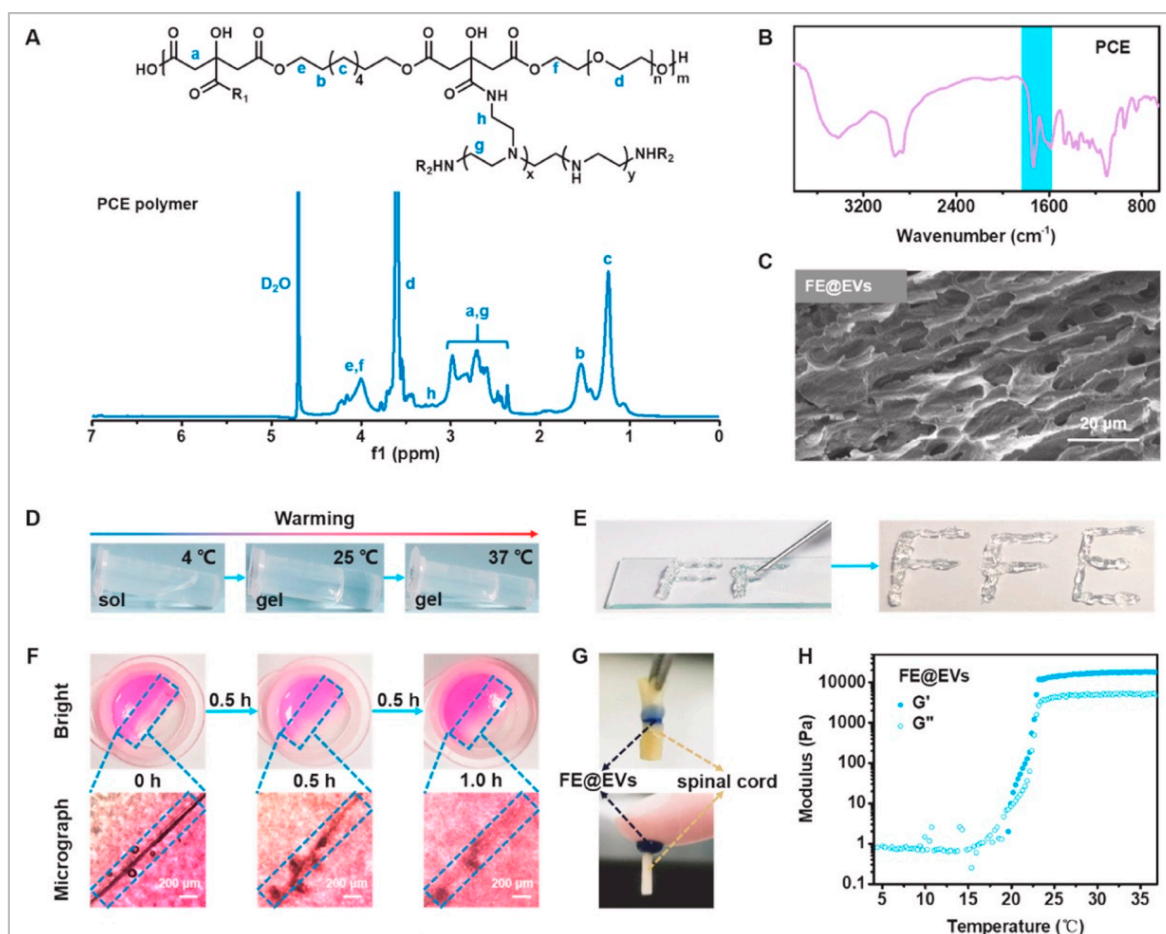 A
O
OH
O
O
OH
O
HO
a
O
e
b
c
4
O
f
O
n
O
H
m
d
O
R₁
O
NH
h
g
R₂HN
N
x
N
H
y
NHR₂
PCE polymer
D₂O
d
c
a,g
e,f
h
b
7 6 5 4 3 2 1 0
f1 (ppm)
B
PCE
3200 2400 1600 800
Wavenumber (cm⁻¹)
C
FE@EVs
20 μm
D
Warming
4 ℃
25 ℃
37 ℃
sol
gel
gel
E
F F
F F E
F
Bright
0.5 h
0.5 h
0 h
0.5 h
1.0 h
Micrograph
200 μm
200 μm
200 μm
G
FE@EVs
spinal cord
H
FE@EVs
G'
G''
Modulus (Pa)
10000
1000
100
10
1
0.1
5 10 15 20 25 30 35
Temperature (℃)